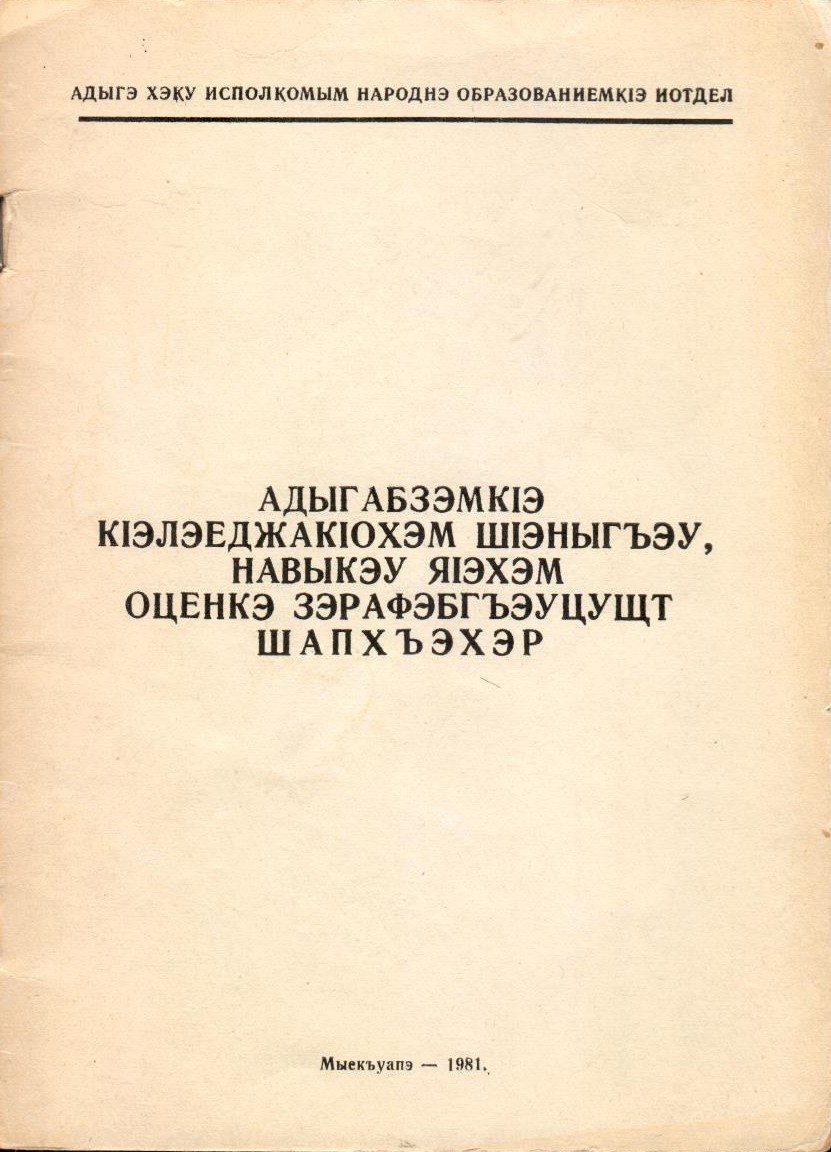 АДЫГЭ ХЭКУ ИСПОЛКОМЫМ НАРОДНЭ ОБРАЗОВАНИЕМКІЭ ИОТДЕЛ
АДЫГАБЗЭМКІЭ
КІЭЛЭЕДЖАКІОХЭМ ШІЭНЫГЪЭУ,
НАВЫКЭУ ЯІЭХЭМ
ОЦЕНКЭ ЗЭРАФЭБГЪЭУЦУЩТ
ШАПХЪЭХЭР
Мыекъуапэ — 1981.